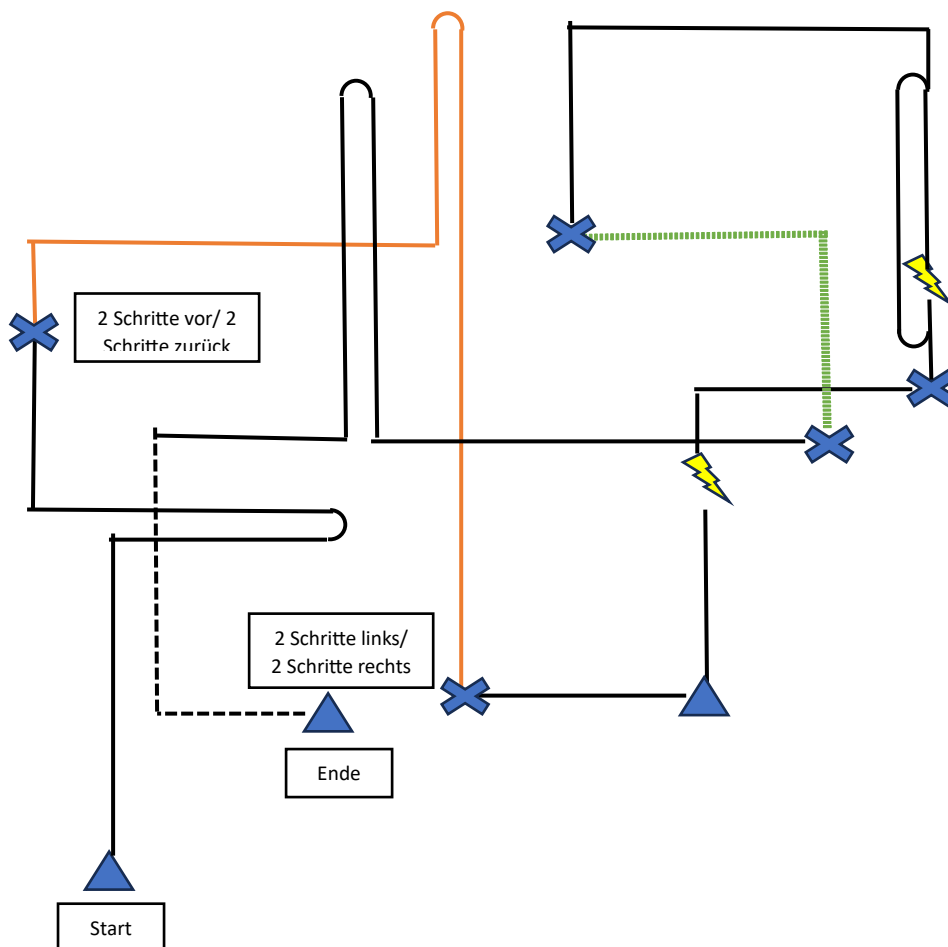 2 Schritte vor/ 2
Schritte zurück
2 Schritte links/
2 Schritte rechts
Ende
Start